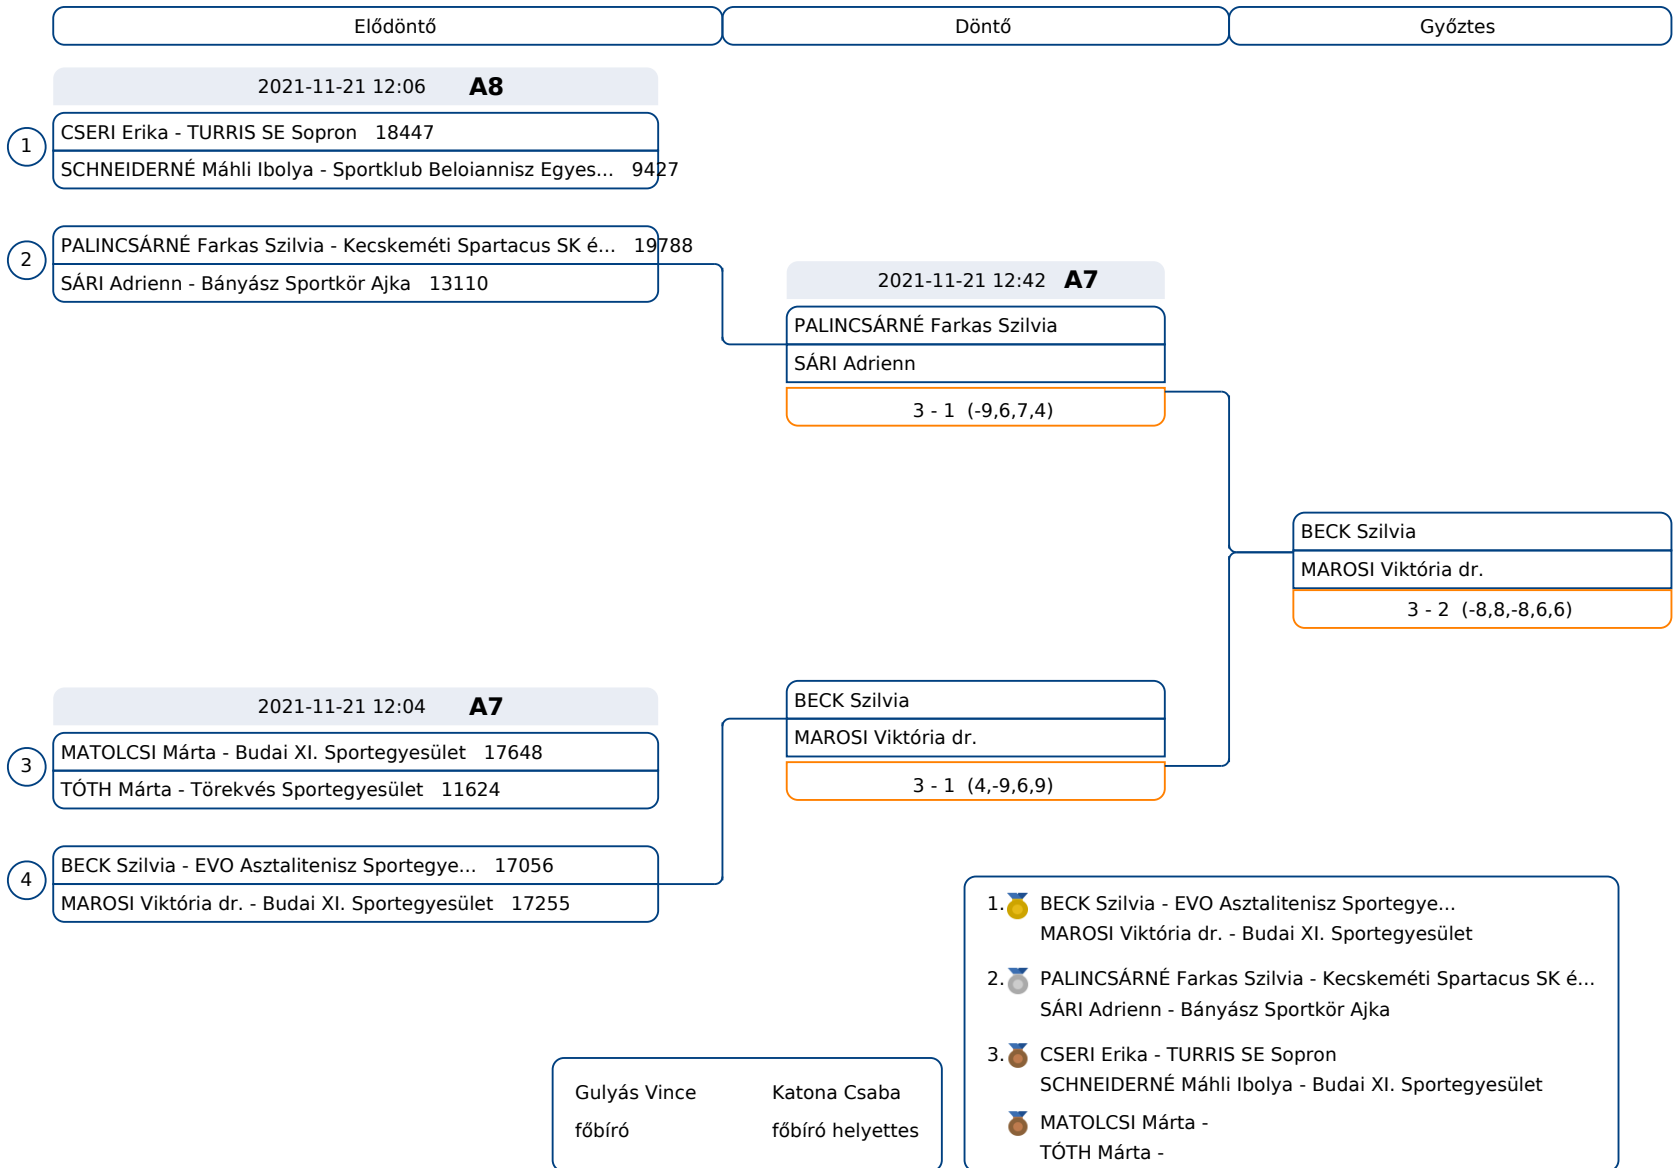 Elődöntő
Döntő
Győztes
2021-11-21 12:06 A8
1
CSERI Erika - TURRIS SE Sopron 18447
SCHNEIDERNÉ Máhli Ibolya - Sportklub Beloiannisz Egyes... 9427
2
PALINCSÁRNÉ Farkas Szilvia - Kecskeméti Spartacus SK é... 19788
SÁRI Adrienn - Bányász Sportkör Ajka 13110
2021-11-21 12:42 A7
PALINCSÁRNÉ Farkas Szilvia
SÁRI Adrienn
3 - 1 (-9,6,7,4)
BECK Szilvia
MAROSI Viktória dr.
3 - 2 (-8,8,-8,6,6)
2021-11-21 12:04 A7
3
MATOLCSI Márta - Budai XI. Sportegyesület 17648
TÓTH Márta - Törekvés Sportegyesület 11624
BECK Szilvia
MAROSI Viktória dr.
3 - 1 (4,-9,6,9)
4
BECK Szilvia - EVO Asztalitenisz Sportegye... 17056
MAROSI Viktória dr. - Budai XI. Sportegyesület 17255
1. BECK Szilvia - EVO Asztalitenisz Sportegye...
MAROSI Viktória dr. - Budai XI. Sportegyesület
2. PALINCSÁRNÉ Farkas Szilvia - Kecskeméti Spartacus SK é...
SÁRI Adrienn - Bányász Sportkör Ajka
3. CSERI Erika - TURRIS SE Sopron
SCHNEIDERNÉ Máhli Ibolya - Budai XI. Sportegyesület
MATOLCSI Márta -
TÓTH Márta -
Gulyás Vince Katona Csaba
főbíró főbíró helyettes